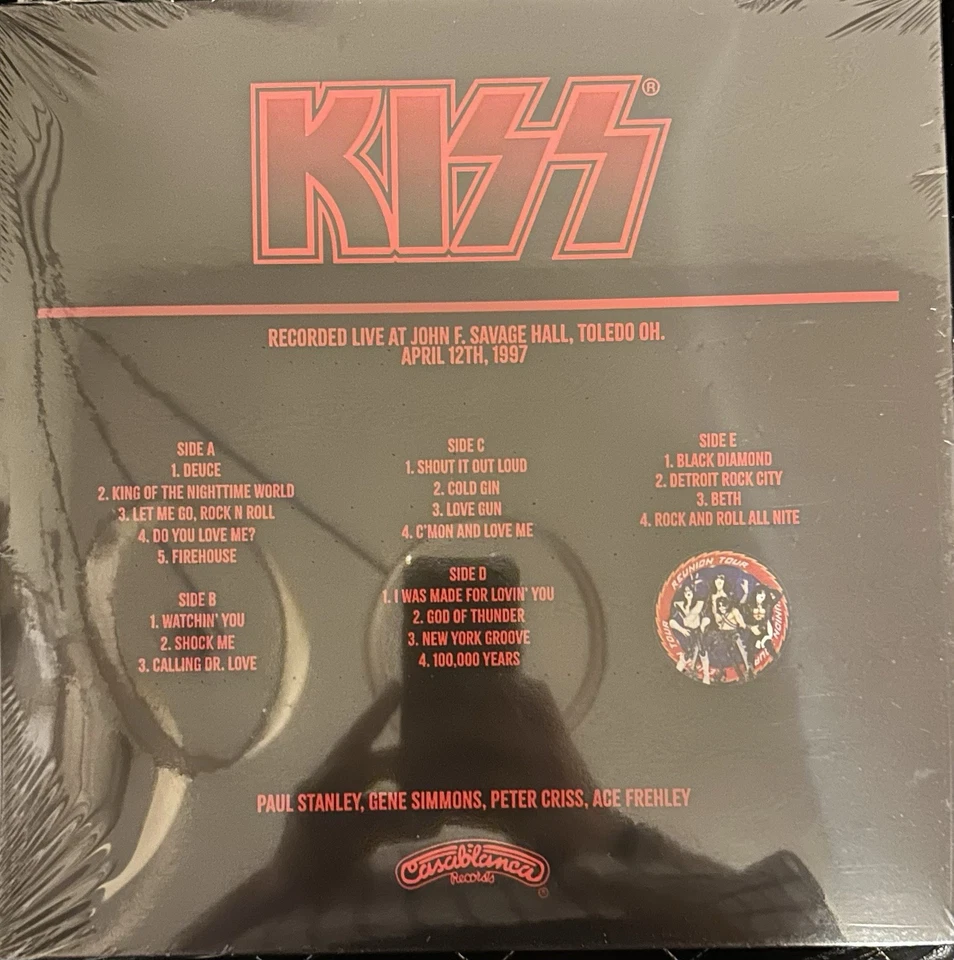 KISS®
RECORDED LIVE AT JOHN F. SAVAGE HALL, TOLEDO OH.
APRIL 12TH, 1997
SIDE A
1. DEUCE
2. KING OF THE NIGHTTIME WORLD
3. LET ME GO, ROCK N ROLL
4. DO YOU LOVE ME?
5. FIREHOUSE
SIDE B
1. WATCHIN' YOU
2. SHOCK ME
3. CALLING DR. LOVE
SIDE C
1. SHOUT IT OUT LOUD
2. COLD GIN
3. LOVE GUN
4. C'MON AND LOVE ME
SIDE D
1. I WAS MADE FOR LOVIN' YOU
2. GOD OF THUNDER
3. NEW YORK GROOVE
4. 100,000 YEARS
SIDE E
1. BLACK DIAMOND
2. DETROIT ROCK CITY
3. BETH
4. ROCK AND ROLL ALL NITE
REUNION TOUR
TOUR
PAUL STANLEY, GENE SIMMONS, PETER CRISS, ACE FREHLEY
Casablanca
Records